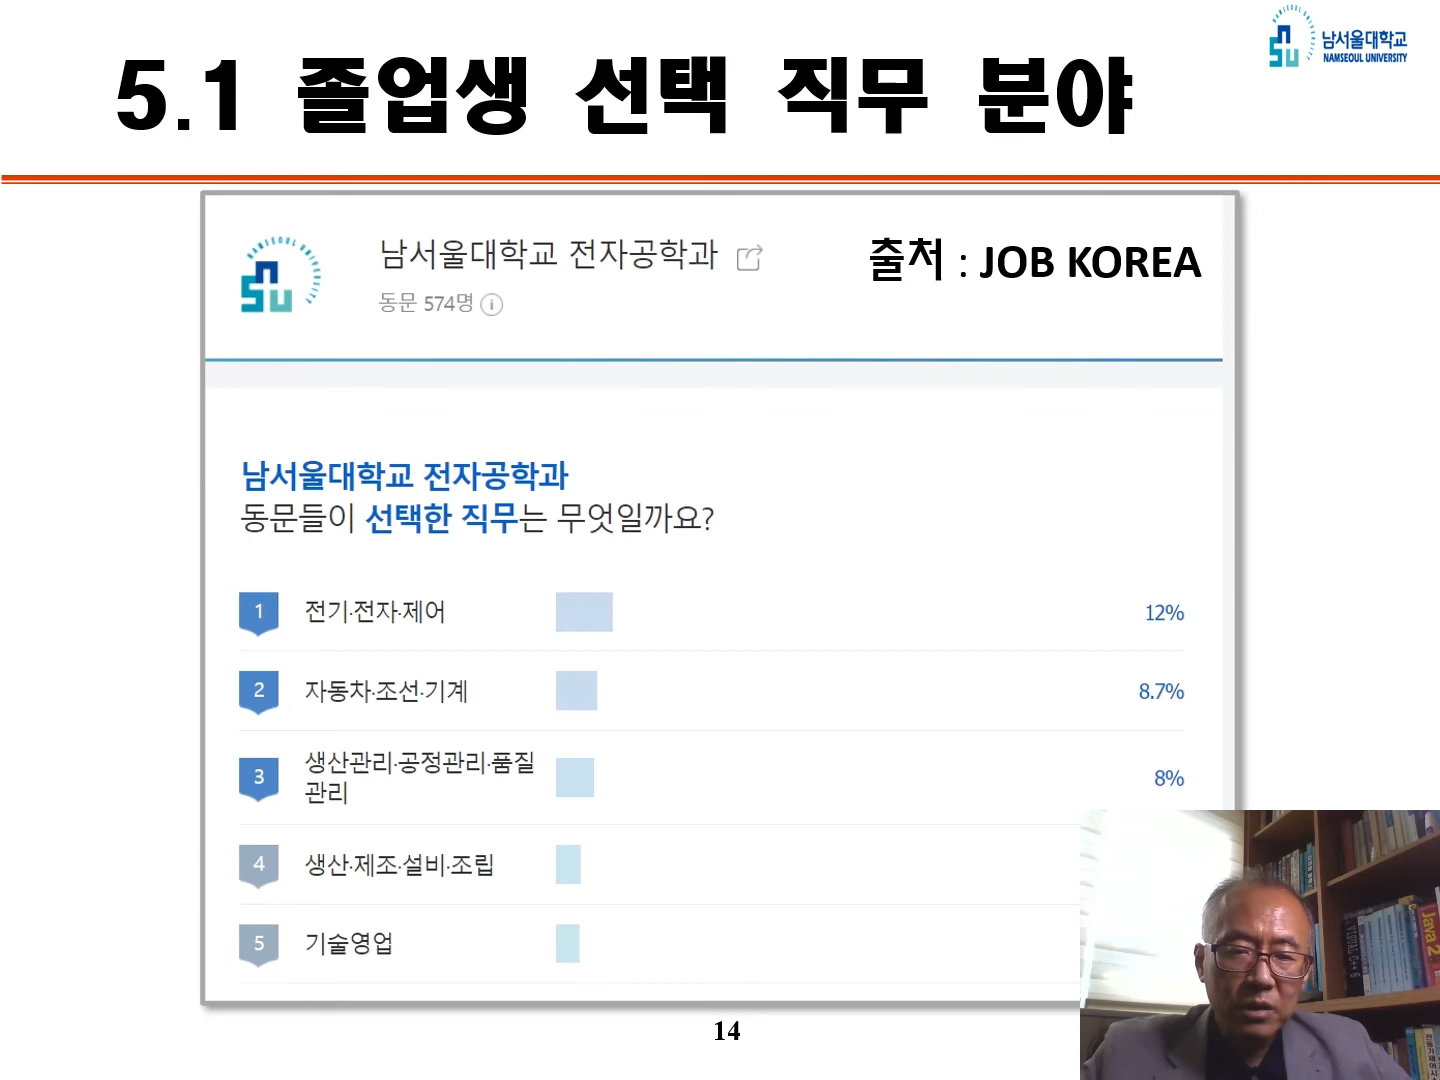 5.1 졸업생 선택 직무 분야
남서울대학교
NAMSEOUL UNIVERSITY
남서울대학교 전자공학과
출처 : JOB KOREA
동문 574명
남서울대학교 전자공학과
동문들이 선택한 직무는 무엇일까요?
1 전기·전자·제어 12%
2 자동차·조선·기계 8.7%
3 생산관리·공정관리·품질
관리 8%
4 생산·제조·설비·조립
5 기술영업
14
Java 2
VISUAL C++ 6